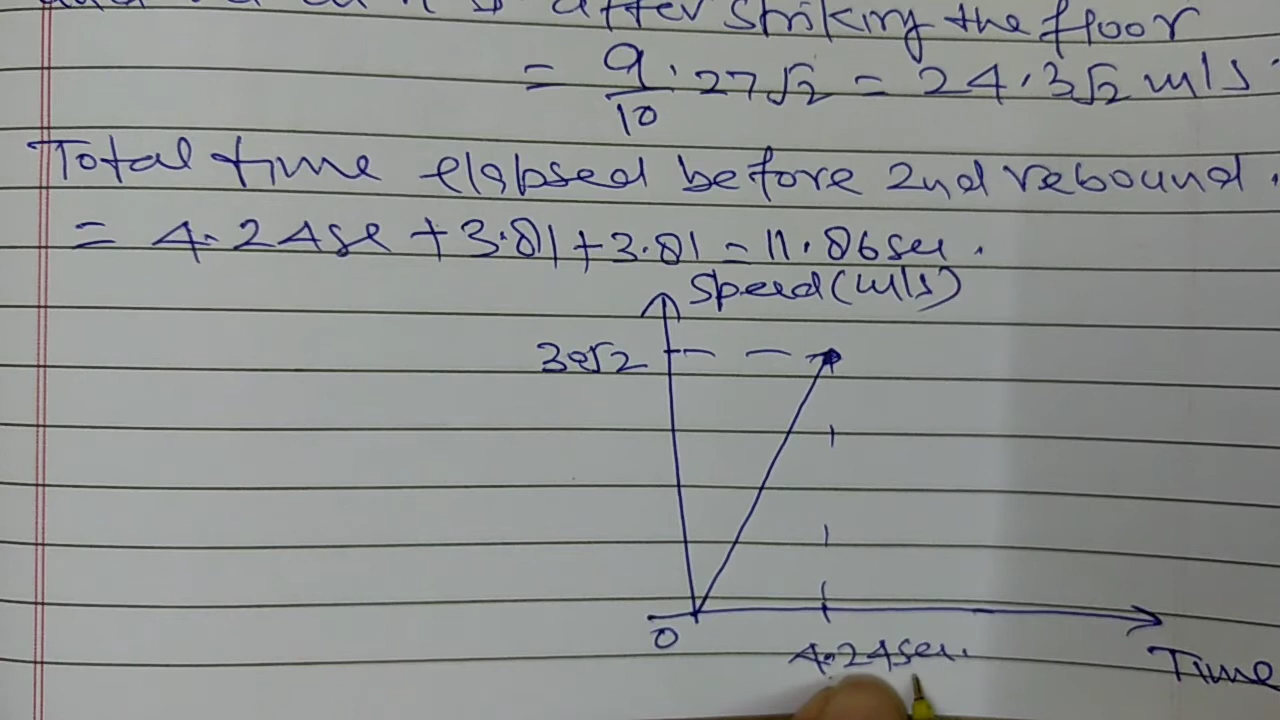 after striking the floor
= 9/10 . 27√2 = 24.3√2 m/s.
Total time elapsed before 2nd rebound.
= 4.24 sec + 3.81 + 3.81 = 11.86 sec.
Speed (m/s)
30√2
0
4.24 sec.
Time